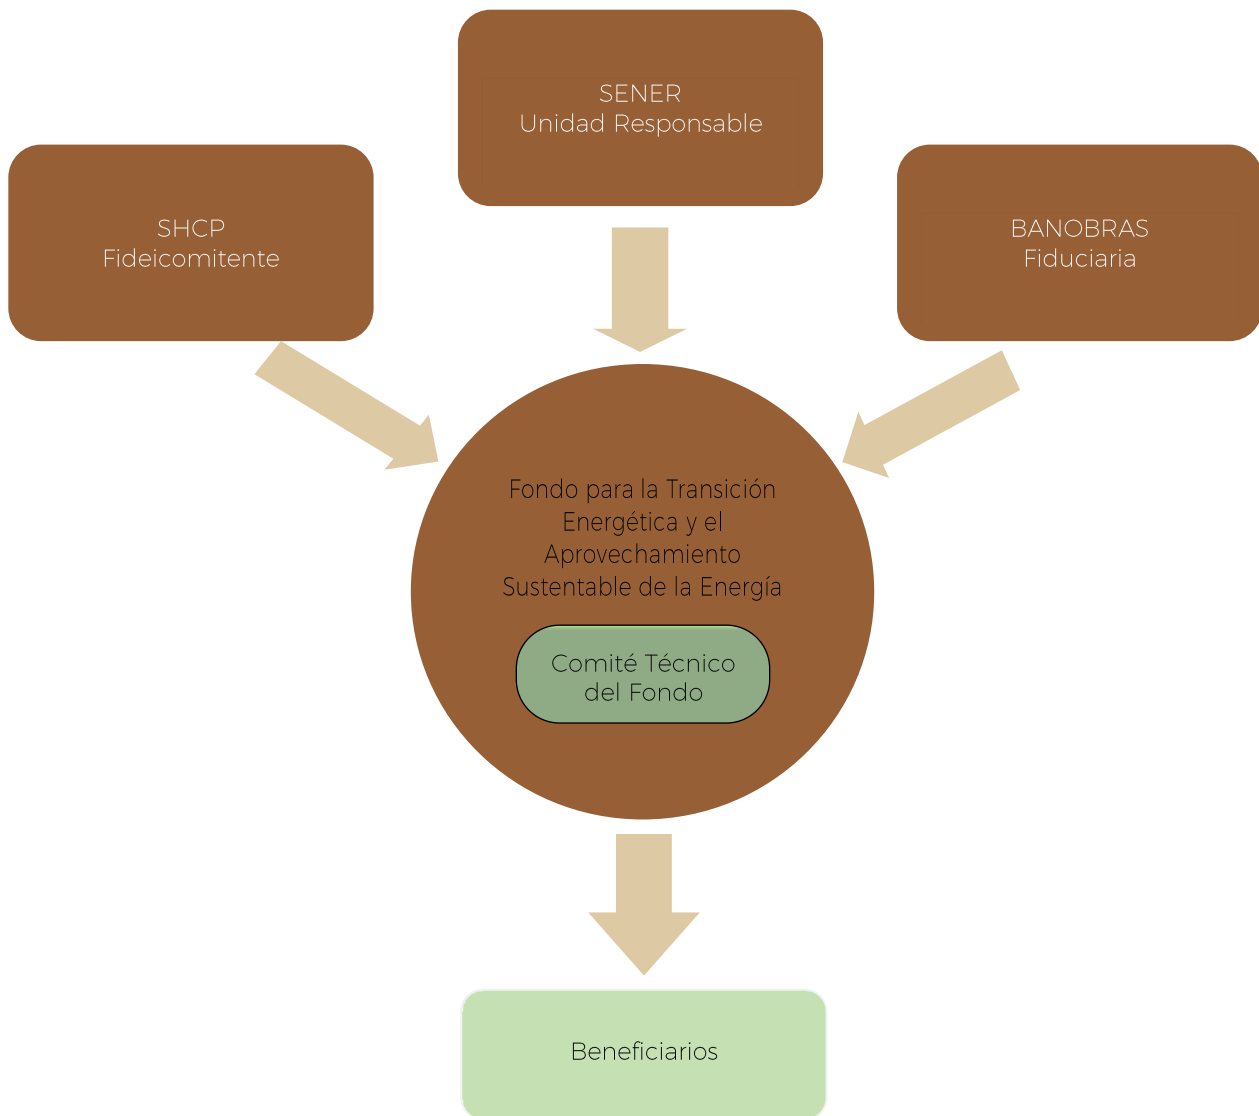 SENER
Unidad Responsable
SHCP
Fideicomitente
BANOBRAS
Fiduciaria
Fondo para la Transición
Energética y el
Aprovechamiento
Sustentable de la Energía
Comité Técnico
del Fondo
Beneficiarios